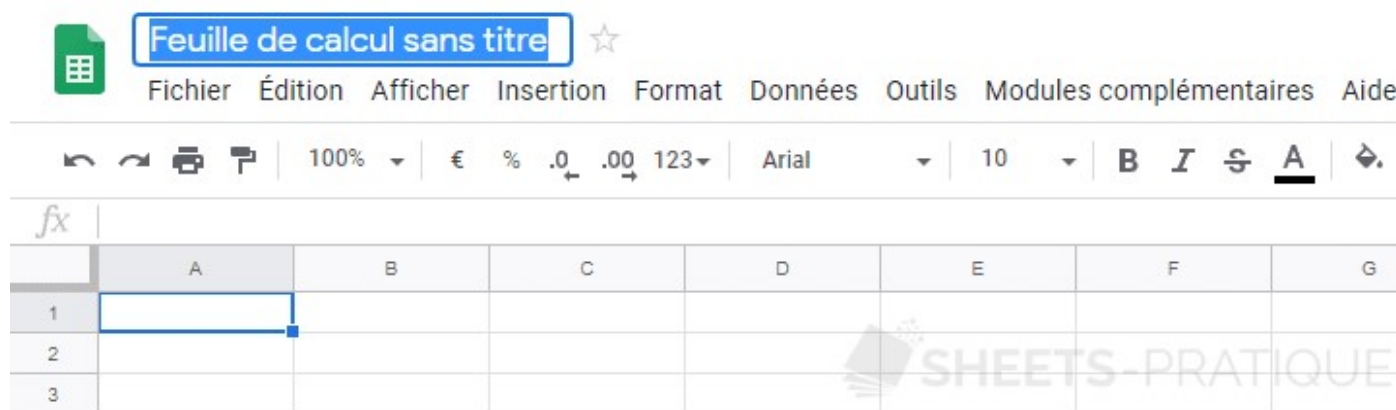 Feuille de calcul sans titre
Fichier Édition Afficher Insertion Format Données Outils Modules complémentaires Aide
100% € % .0 .00 123 Arial 10 B I S A
fx
A B C D E F G
1
2
SHEETS-PRATIQUE
3